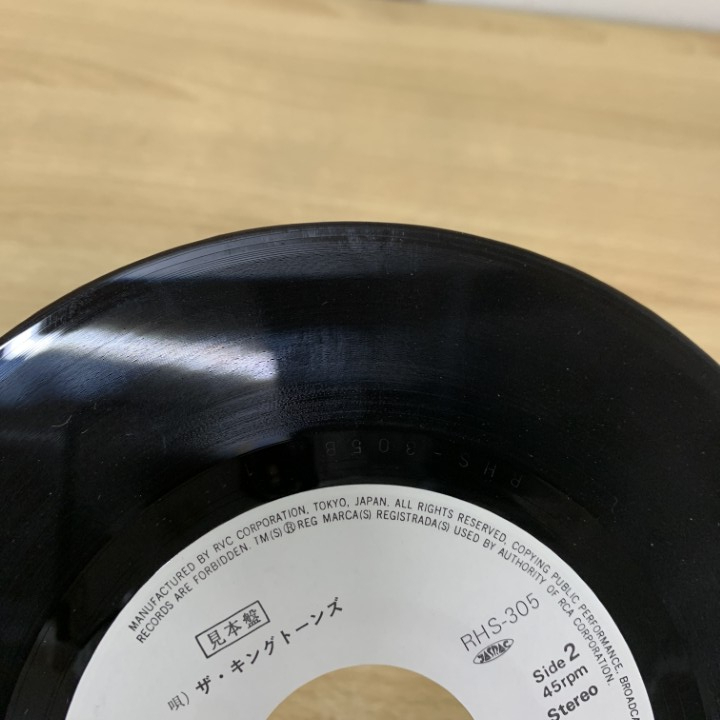 RHS-305B
MANUFACTURED BY RVC CORPORATION, TOKYO, JAPAN. ALL RIGHTS RESERVED, COPYING PUBLIC PERFORMANCE, BROADCA
RECORDS ARE FORBIDDEN. TM(S) ® REG MARCA(S) REGISTRADA(S) USED BY AUTHORITY OF RCA CORPORATION.
見本盤
唄) ザ・キングトーンズ
RHS-305
JASRAC
Side 2
45rpm
Stereo